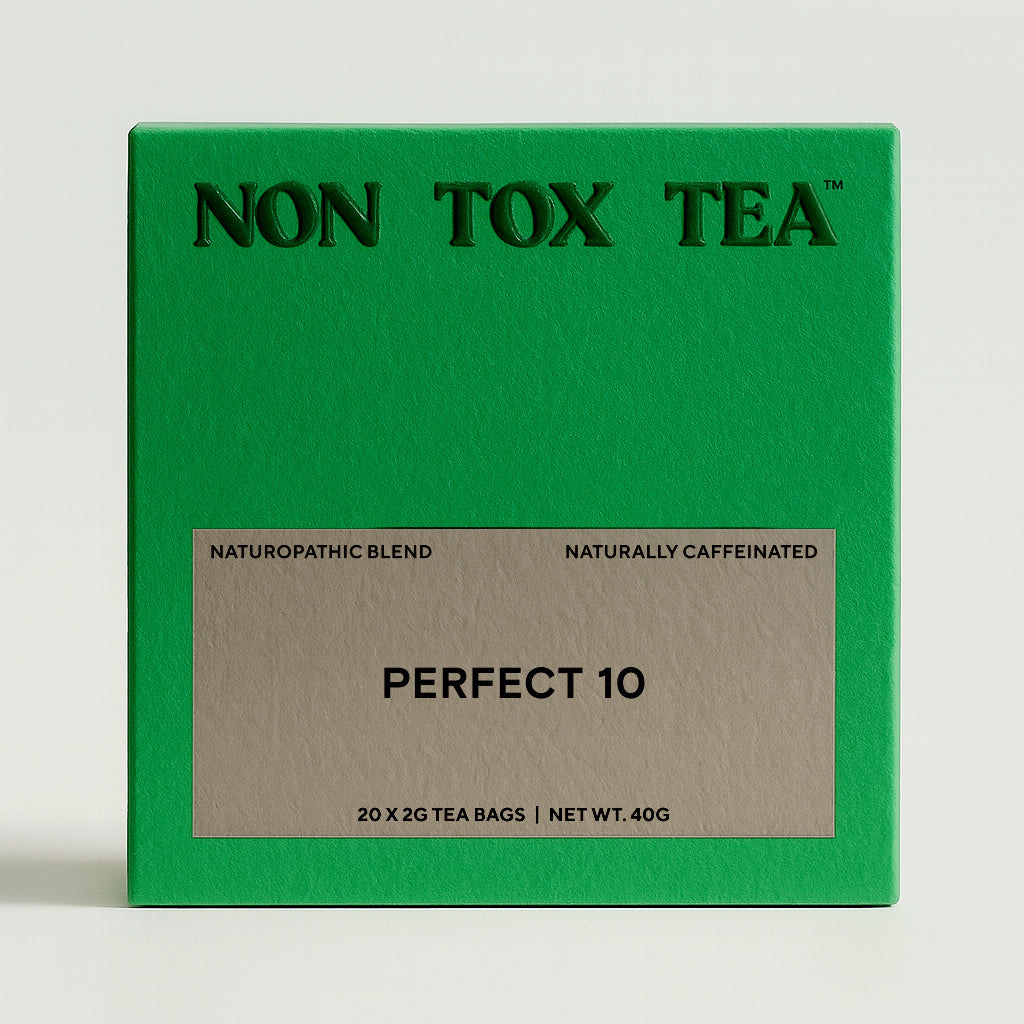 NON TOX TEA™
NATUROPATHIC BLEND NATURALLY CAFFEINATED
PERFECT 10
20 X 2G TEA BAGS | NET WT. 40G